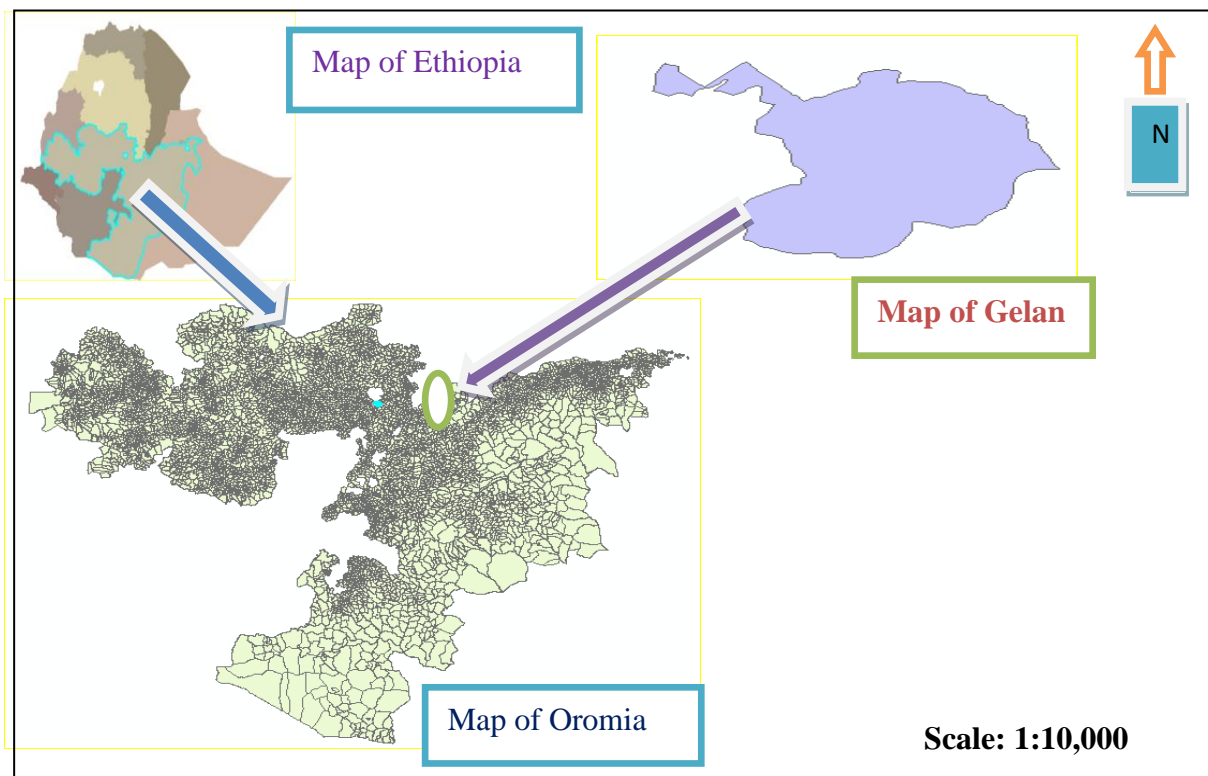 Map of Ethiopia
N
Map of Gelan
Map of Oromia
Scale: 1:10,000